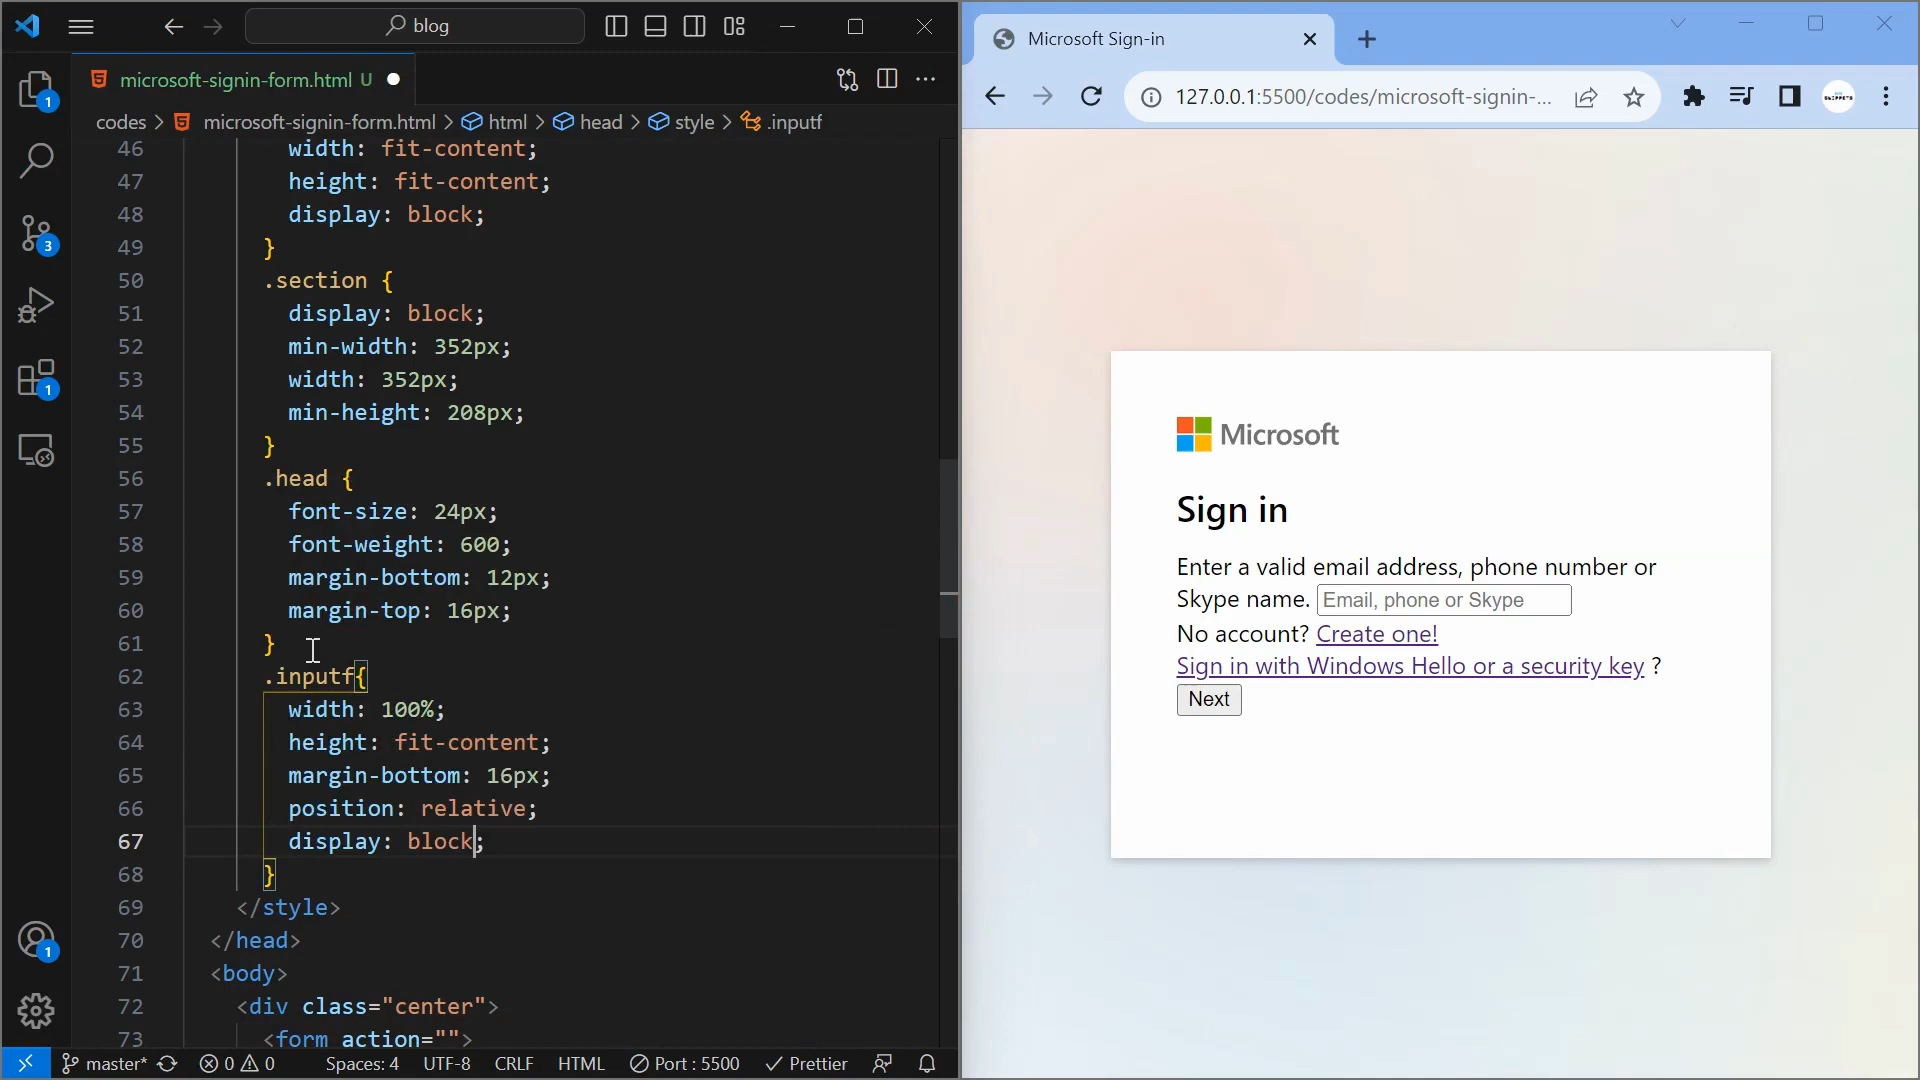 blog
microsoft-signin-form.html U
codes > microsoft-signin-form.html > html > head > style > .inputf
46 width: fit-content;
47 height: fit-content;
48 display: block;
49 }
50 .section {
51 display: block;
52 min-width: 352px;
53 width: 352px;
54 min-height: 208px;
55 }
56 .head {
57 font-size: 24px;
58 font-weight: 600;
59 margin-bottom: 12px;
60 margin-top: 16px;
61 }
62 .inputf{
63 width: 100%;
64 height: fit-content;
65 margin-bottom: 16px;
66 position: relative;
67 display: block;
68 }
69 </style>
70 </head>
71 <body>
72 <div class="center">
73 <form action="">
1
3
1
1
master* 0 0 Spaces: 4 UTF-8 CRLF HTML Port : 5500 Prettier
Microsoft Sign-in
127.0.0.1:5500/codes/microsoft-signin-...
Microsoft
Sign in
Enter a valid email address, phone number or
Skype name. Email, phone or Skype
No account? Create one!
Sign in with Windows Hello or a security key ?
Next